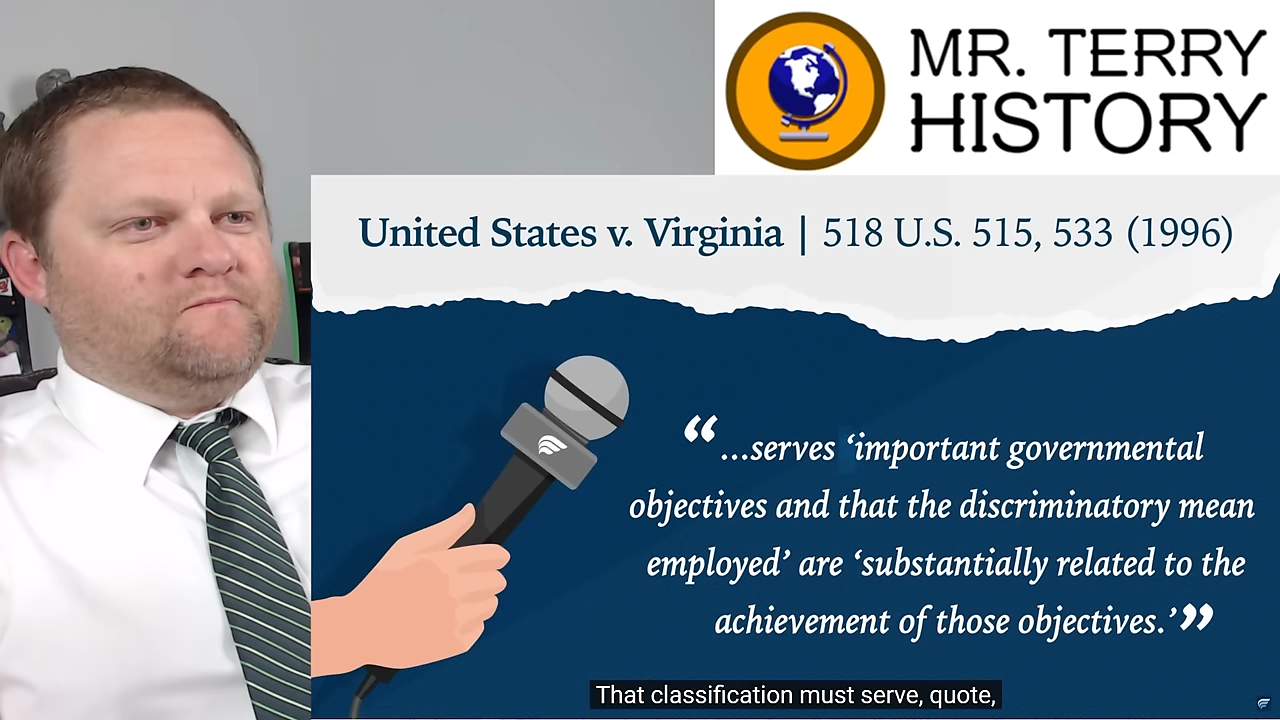 MR. TERRY
HISTORY
United States v. Virginia | 518 U.S. 515, 533 (1996)
“...serves ‘important governmental
objectives and that the discriminatory mean
employed’ are ‘substantially related to the
achievement of those objectives.’”
That classification must serve, quote,